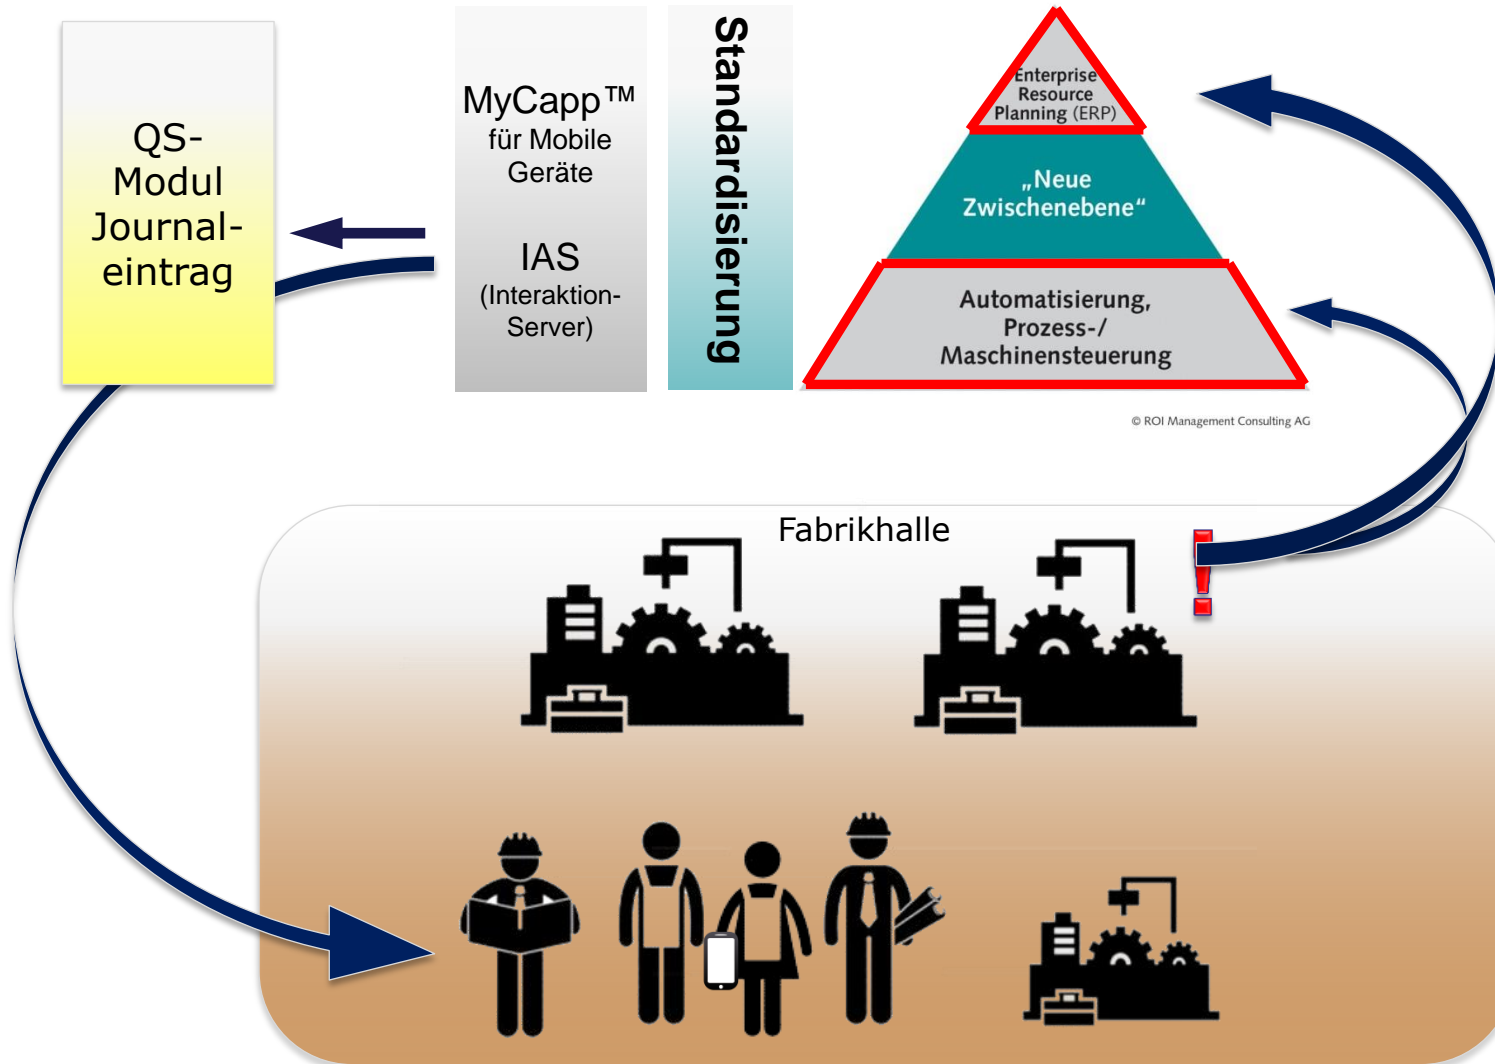 QS-
Modul
Journal-
eintrag
MyCapp™
für Mobile
Geräte
IAS
(Interaktion-
Server)
Standardisierung
Enterprise
Resource
Planning (ERP)
„Neue
Zwischenebene“
Automatisierung,
Prozess-/
Maschinensteuerung
© ROI Management Consulting AG
Fabrikhalle